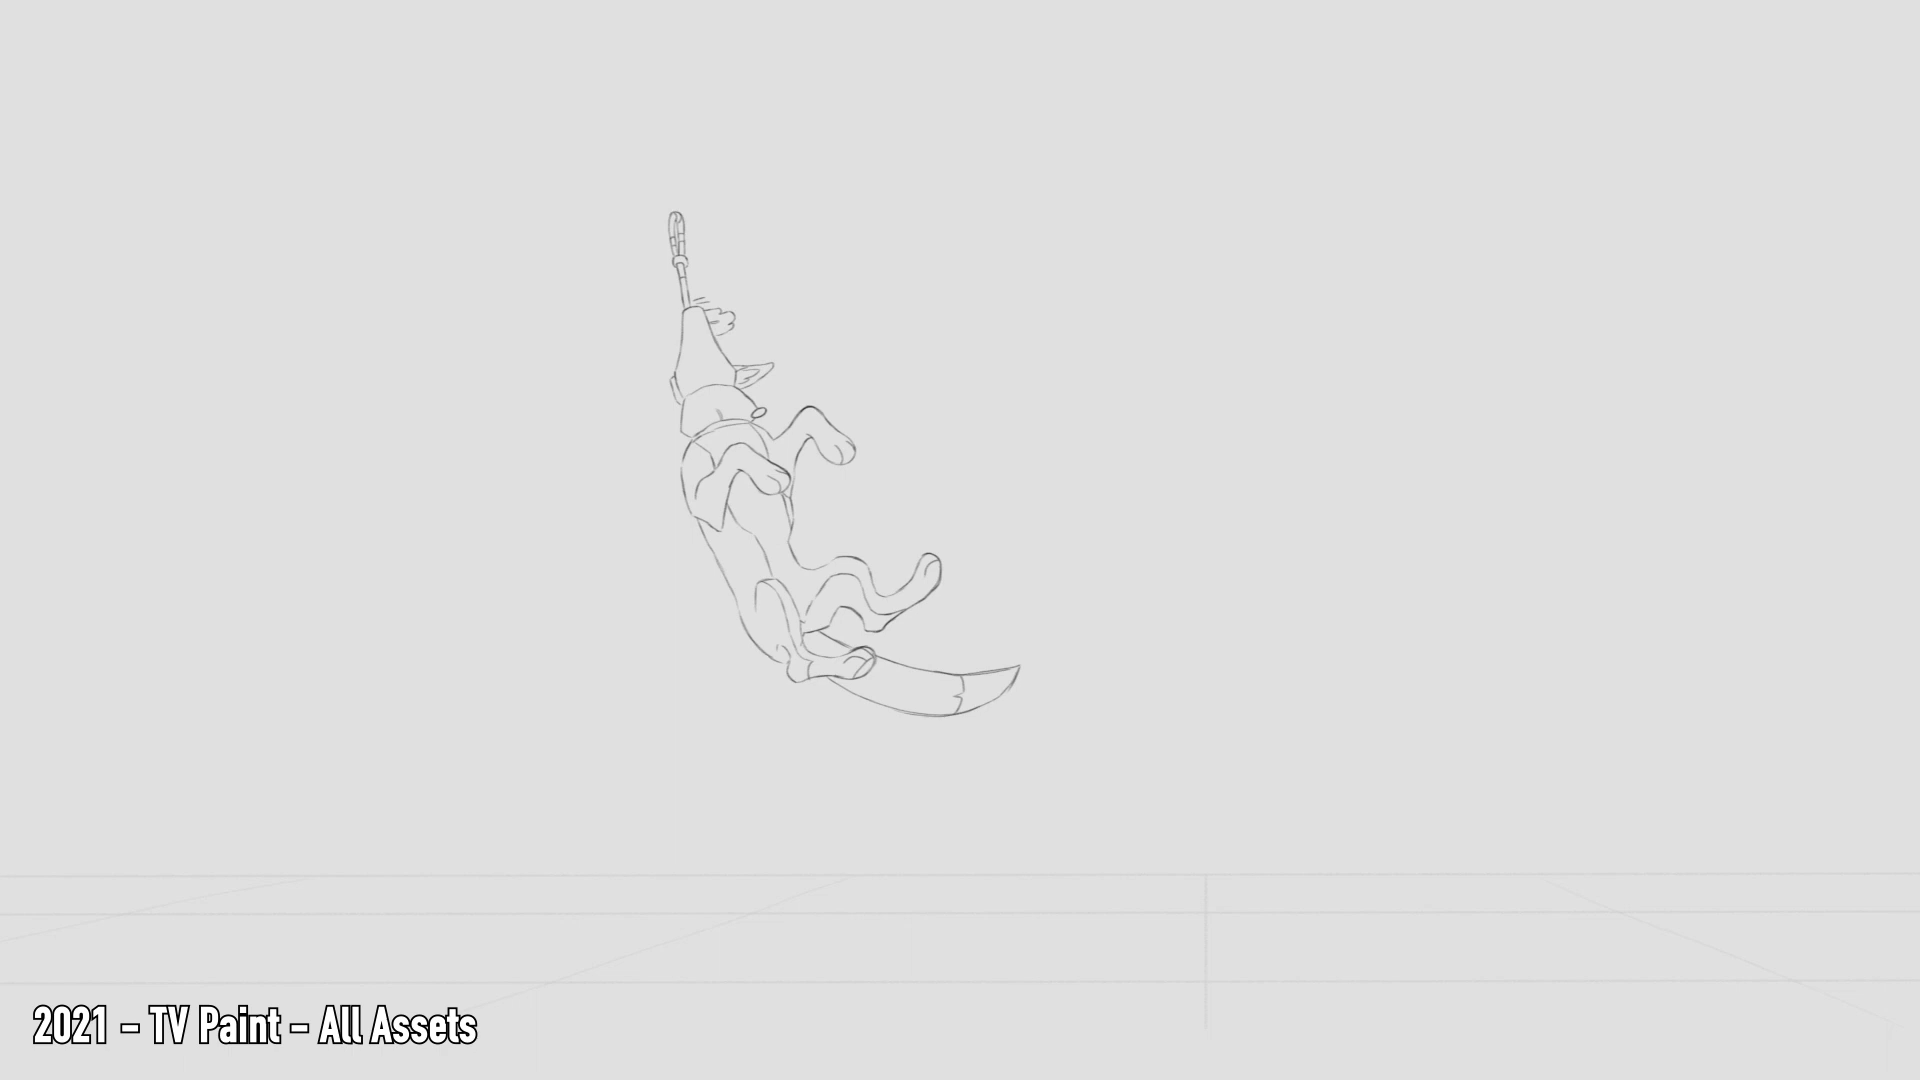 2021 - TV Paint - All Assets